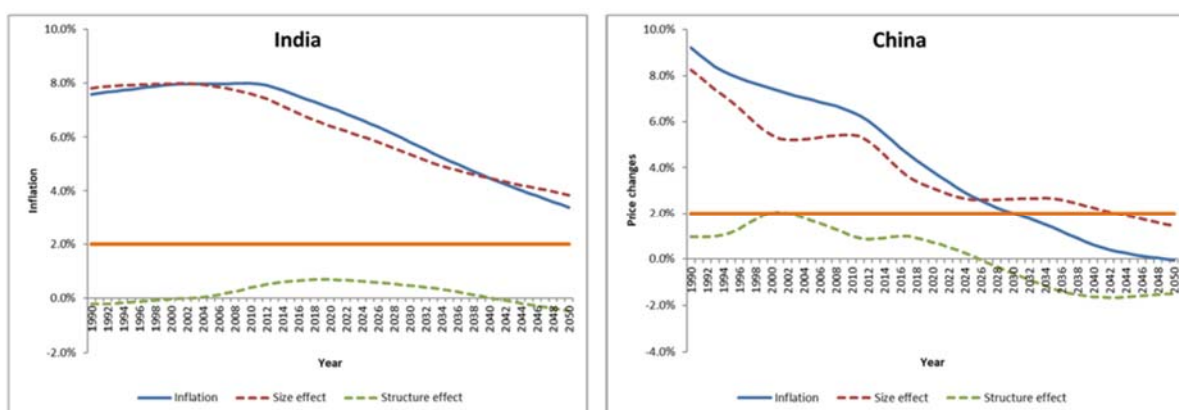 India
10.0%
8.0%
6.0%
4.0%
2.0%
0.0%
-2.0%
Inflation
1990 1992 1994 1996 1998 2000 2002 2004 2006 2008 2010 2012 2014 2016 2018 2020 2022 2024 2026 2028 2030 2032 2034 2036 2038 2040 2042 2044 2046 2048 2050
Year
Inflation Size effect Structure effect
China
10.0%
8.0%
6.0%
4.0%
2.0%
0.0%
-2.0%
-4.0%
Price changes
1990 1992 1994 1996 1998 2000 2002 2004 2006 2008 2010 2012 2014 2016 2018 2020 2022 2024 2026 2028 2030 2032 2034 2036 2038 2040 2042 2044 2046 2048 2050
Year
Inflation Size effect Structure effect